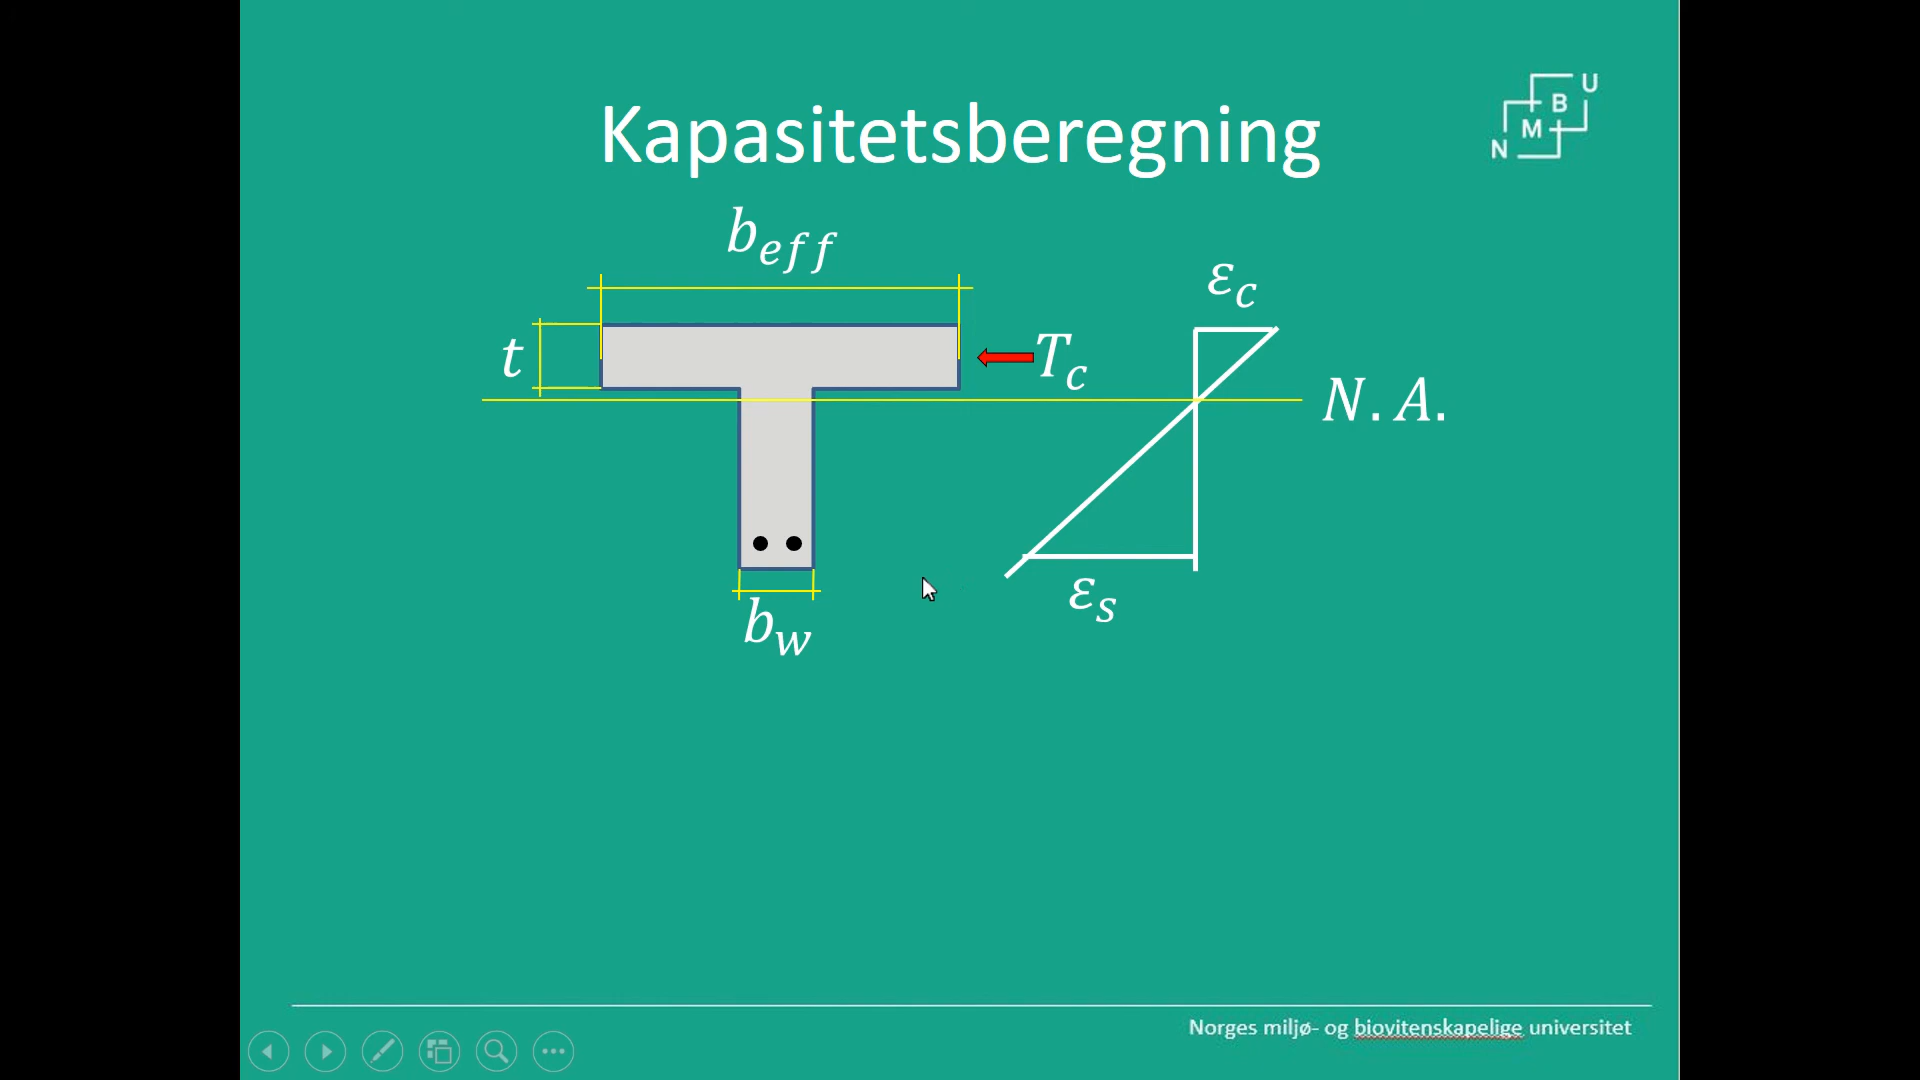 Kapasitetsberegning
N M B U
b_eff
ε_c
t
T_c
N.A.
ε_s
b_w
Norges miljø- og biovitenskapelige universitet